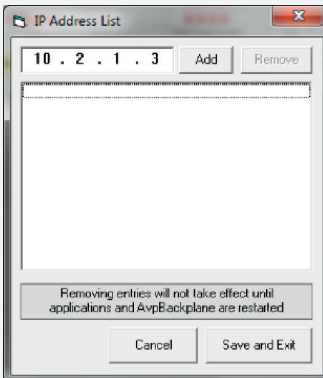 IP Address List
10 . 2 . 1 . 3 Add Remove
Removing entries will not take effect until
applications and AvpBackplane are restarted
Cancel Save and Exit